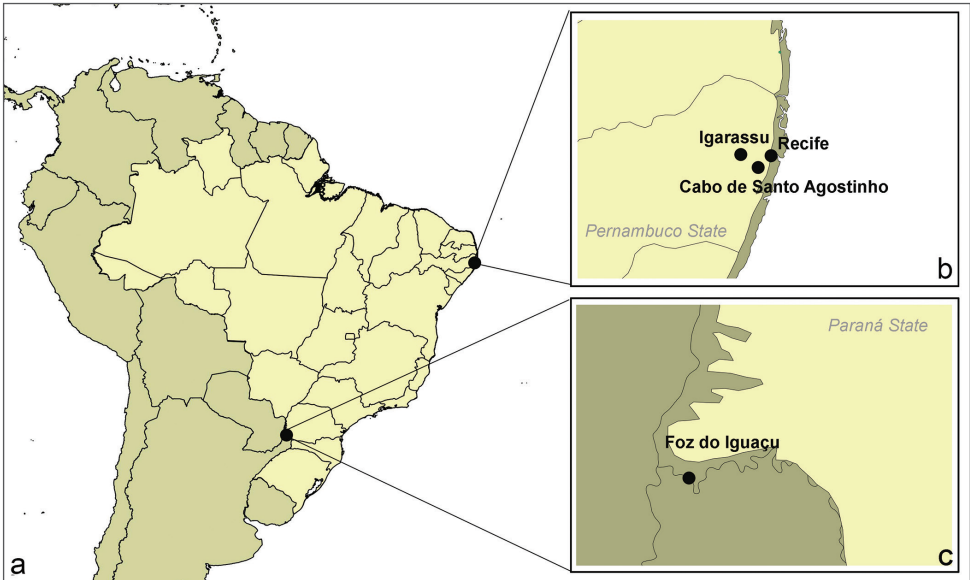 a
Igarassu
Recife
Cabo de Santo Agostinho
Pernambuco State
b
Paraná State
Foz do Iguaçu
c